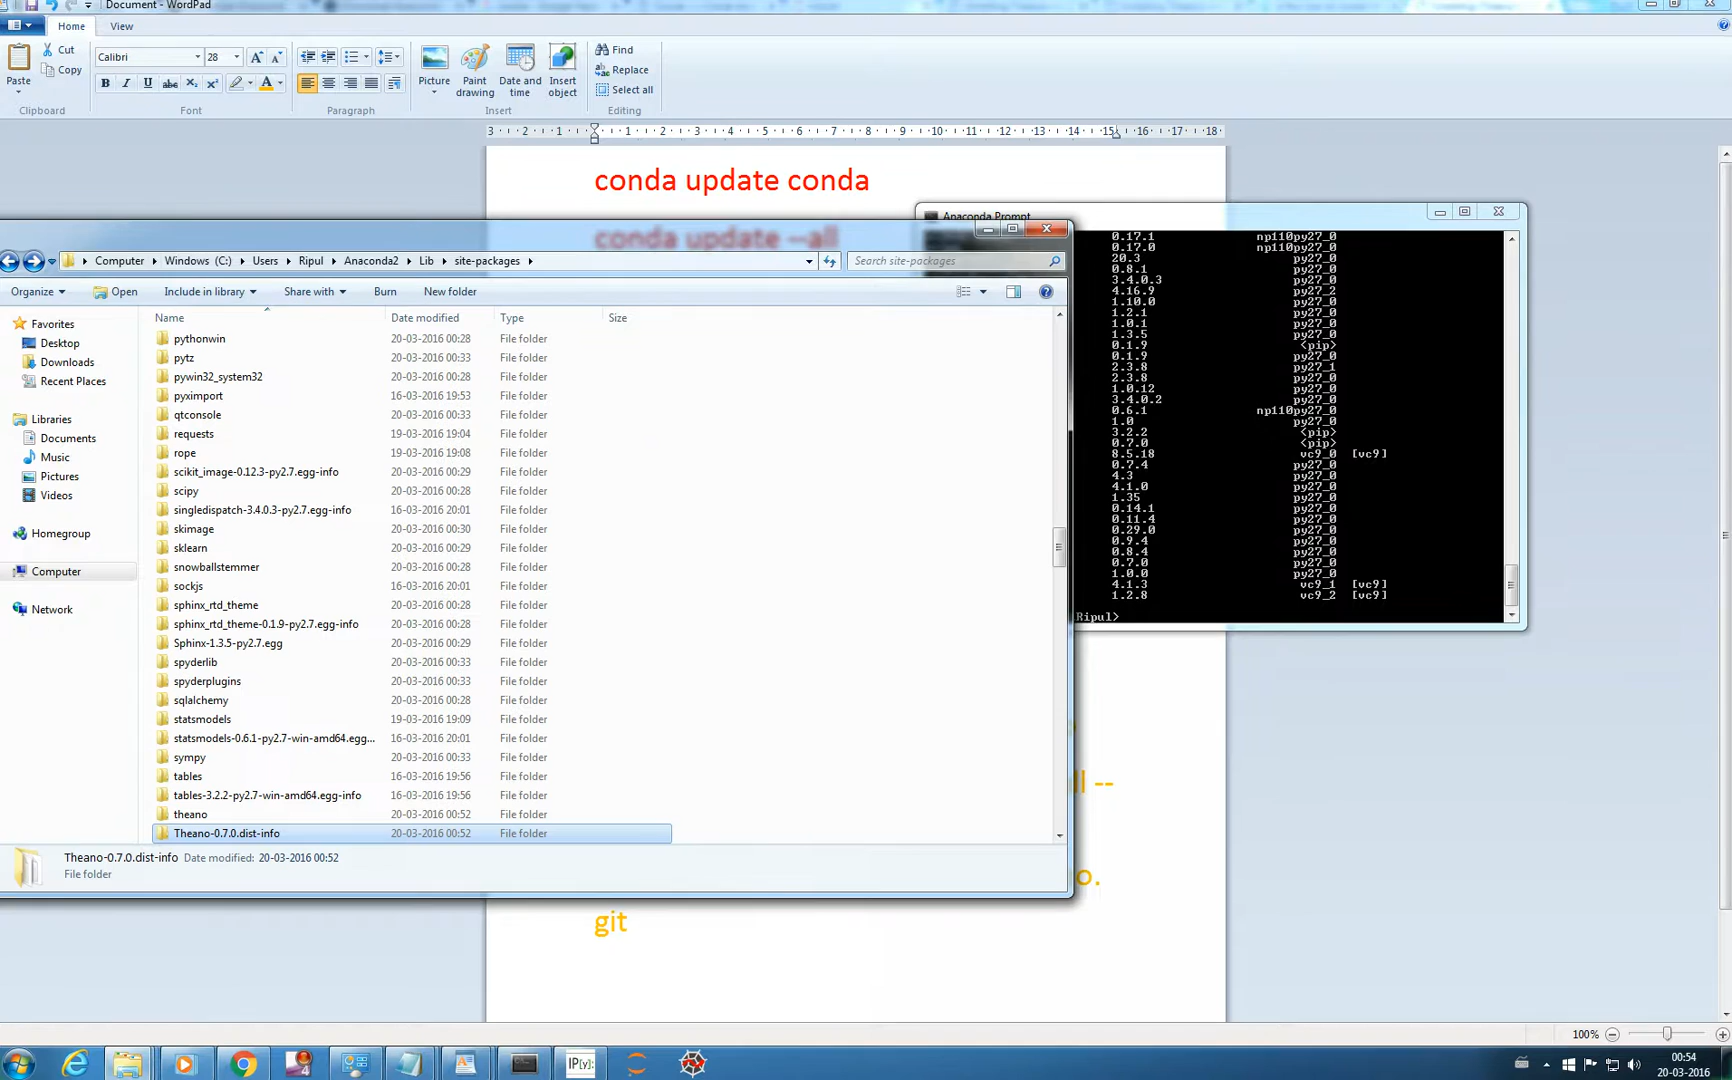 Document - WordPad
Home View
Cut
Copy
Paste
Clipboard
Calibri 28
Font
Paragraph
Picture
Paint drawing
Date and time
Insert object
Insert
Find
Replace
Select all
Editing
3 2 1 1 2 3 4 5 6 7 8 9 10 11 12 13 14 15 16 17 18
conda update conda
conda update --all
Computer Windows (C:) Users Ripul Anaconda2 Lib site-packages
Search site-packages
Organize Open Include in library Share with Burn New folder
Favorites
Desktop
Downloads
Recent Places
Libraries
Documents
Music
Pictures
Videos
Homegroup
Computer
Network
Name Date modified Type Size
pythonwin 20-03-2016 00:28 File folder
pytz 20-03-2016 00:28 File folder
pywin32_system32 20-03-2016 00:28 File folder
pyximport 16-03-2016 19:53 File folder
qtconsole 20-03-2016 00:33 File folder
requests 19-03-2016 19:04 File folder
rope 19-03-2016 19:08 File folder
scikit_image-0.12.3-py2.7.egg-info 20-03-2016 00:29 File folder
scipy 20-03-2016 00:28 File folder
singledispatch-3.4.0.3-py2.7.egg-info 16-03-2016 20:01 File folder
skimage 20-03-2016 00:30 File folder
sklearn 20-03-2016 00:29 File folder
snowballstemmer 20-03-2016 00:28 File folder
sockjs 16-03-2016 20:01 File folder
sphinx_rtd_theme 20-03-2016 00:28 File folder
sphinx_rtd_theme-0.1.9-py2.7.egg-info 20-03-2016 00:28 File folder
Sphinx-1.3.5-py2.7.egg 20-03-2016 00:29 File folder
spyderlib 20-03-2016 00:33 File folder
spyderplugins 20-03-2016 00:33 File folder
sqlalchemy 20-03-2016 00:28 File folder
statsmodels 19-03-2016 19:09 File folder
statsmodels-0.6.1-py2.7-win-amd64.egg... 16-03-2016 20:01 File folder
sympy 20-03-2016 00:33 File folder
tables 16-03-2016 19:56 File folder
tables-3.2.2-py2.7-win-amd64.egg-info 16-03-2016 19:56 File folder
theano 20-03-2016 00:52 File folder
Theano-0.7.0.dist-info 20-03-2016 00:52 File folder
Theano-0.7.0.dist-info Date modified: 20-03-2016 00:52
File folder
Anaconda Prompt
0.17.1 np110py27_0
0.17.0 np110py27_0
20.3 py27_0
0.8.1 py27_0
3.4.0.3 py27_0
4.16.9 py27_2
1.10.0 py27_0
1.2.1 py27_0
1.0.1 py27_0
1.3.5 py27_0
0.1.9 <pip>
0.1.9 py27_0
2.3.8 py27_1
2.3.8 py27_0
1.0.12 py27_0
3.4.0.2 py27_0
0.6.1 np110py27_0
1.0 py27_0
3.2.2 <pip>
0.7.0 <pip>
8.5.18 vc9_0 [vc9]
0.7.4 py27_0
4.3 py27_0
4.1.0 py27_0
1.35 py27_0
0.14.1 py27_0
0.11.4 py27_0
0.29.0 py27_0
0.9.4 py27_0
0.8.4 py27_0
0.7.0 py27_0
1.0.0 py27_0
4.1.3 vc9_1 [vc9]
1.2.8 vc9_2 [vc9]
Ripul>
ll --
o.
git
100%
IP[y]:
00:54
20-03-2016